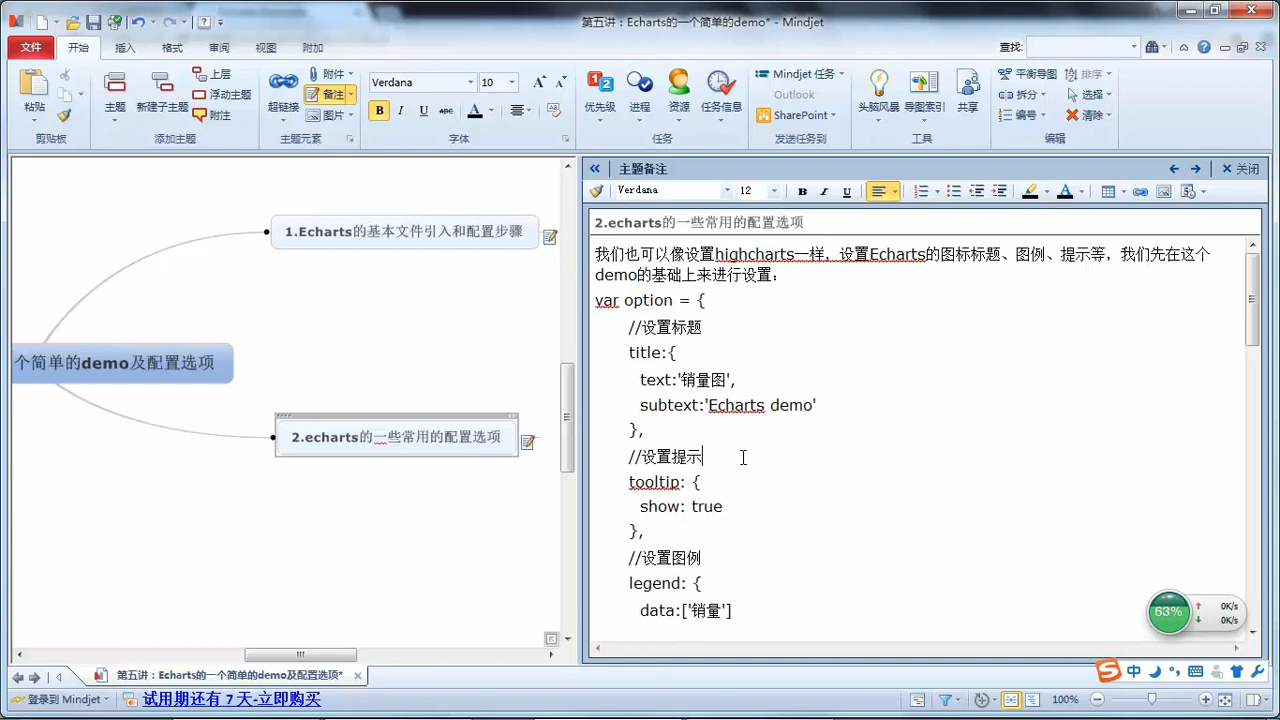 第五讲：Echarts的一个简单的demo* - Mindjet
文件 开始 插入 格式 审阅 视图 附加 查找:
粘贴
剪贴板
主题 新建子主题 上层 浮动主题 附注
添加主题
超链接 附件 备注 图片
主题元素
Verdana 10
B I U abc A
字体
优先级 进程 资源 任务信息
任务
Mindjet 任务
Outlook
SharePoint
发送任务到
头脑风暴 导图索引 共享
工具
平衡导图 排序
拆分 选择
编号 清除
编辑
1.Echarts的基本文件引入和配置步骤
个简单的demo及配置选项
2.echarts的一些常用的配置选项
主题备注 关闭
Verdana 12 B I U A
2.echarts的一些常用的配置选项
我们也可以像设置highcharts一样，设置Echarts的图标标题、图例、提示等，我们先在这个
demo的基础上来进行设置：
var option = {
//设置标题
title:{
text:'销量图',
subtext:'Echarts demo'
},
//设置提示
tooltip: {
show: true
},
//设置图例
legend: {
data:['销量']
63% 0K/s
0K/s
第五讲：Echarts的一个简单的demo及配置选项*
中
登录到 Mindjet 试用期还有 7 天-立即购买 100%